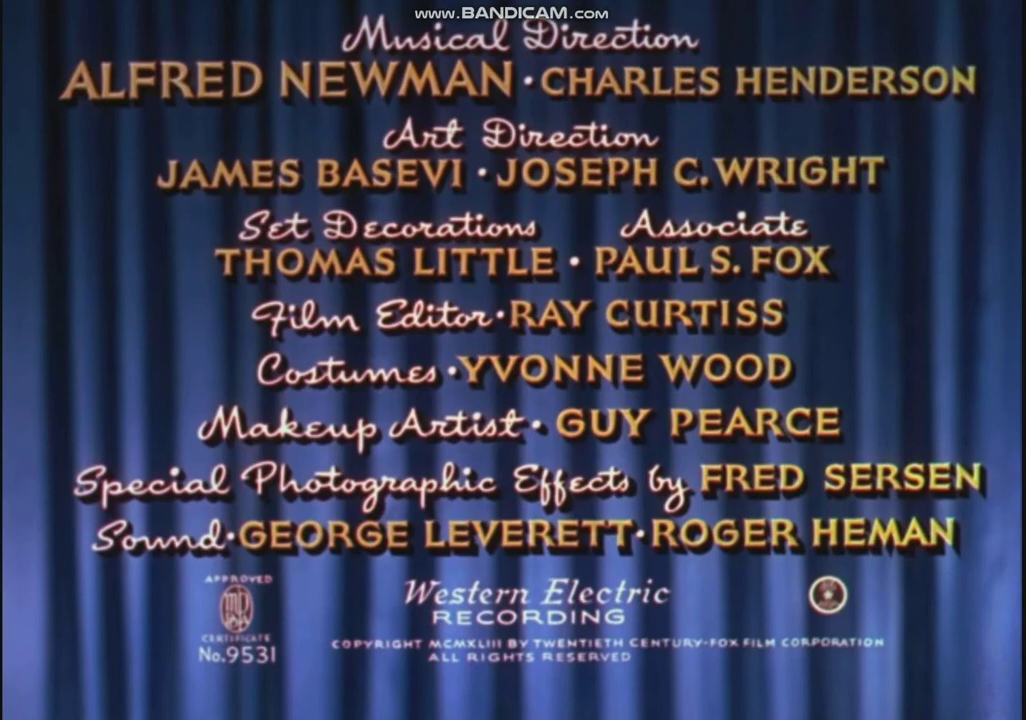 www.BANDICAM.com
Musical Direction
ALFRED NEWMAN · CHARLES HENDERSON
Art Direction
JAMES BASEVI · JOSEPH C. WRIGHT
Set Decorations Associate
THOMAS LITTLE · PAUL S. FOX
Film Editor · RAY CURTISS
Costumes · YVONNE WOOD
Makeup Artist · GUY PEARCE
Special Photographic Effects by FRED SERSEN
Sound · GEORGE LEVERETT · ROGER HEMAN
APPROVED
CERTIFICATE
No. 9531
Western Electric
RECORDING
COPYRIGHT MCMXLIII BY TWENTIETH CENTURY-FOX FILM CORPORATION
ALL RIGHTS RESERVED